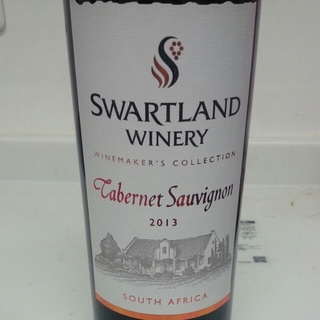 SWARTLAND
WINERY
WINEMAKER'S COLLECTION
Cabernet Sauvignon
2013
SOUTH AFRICA